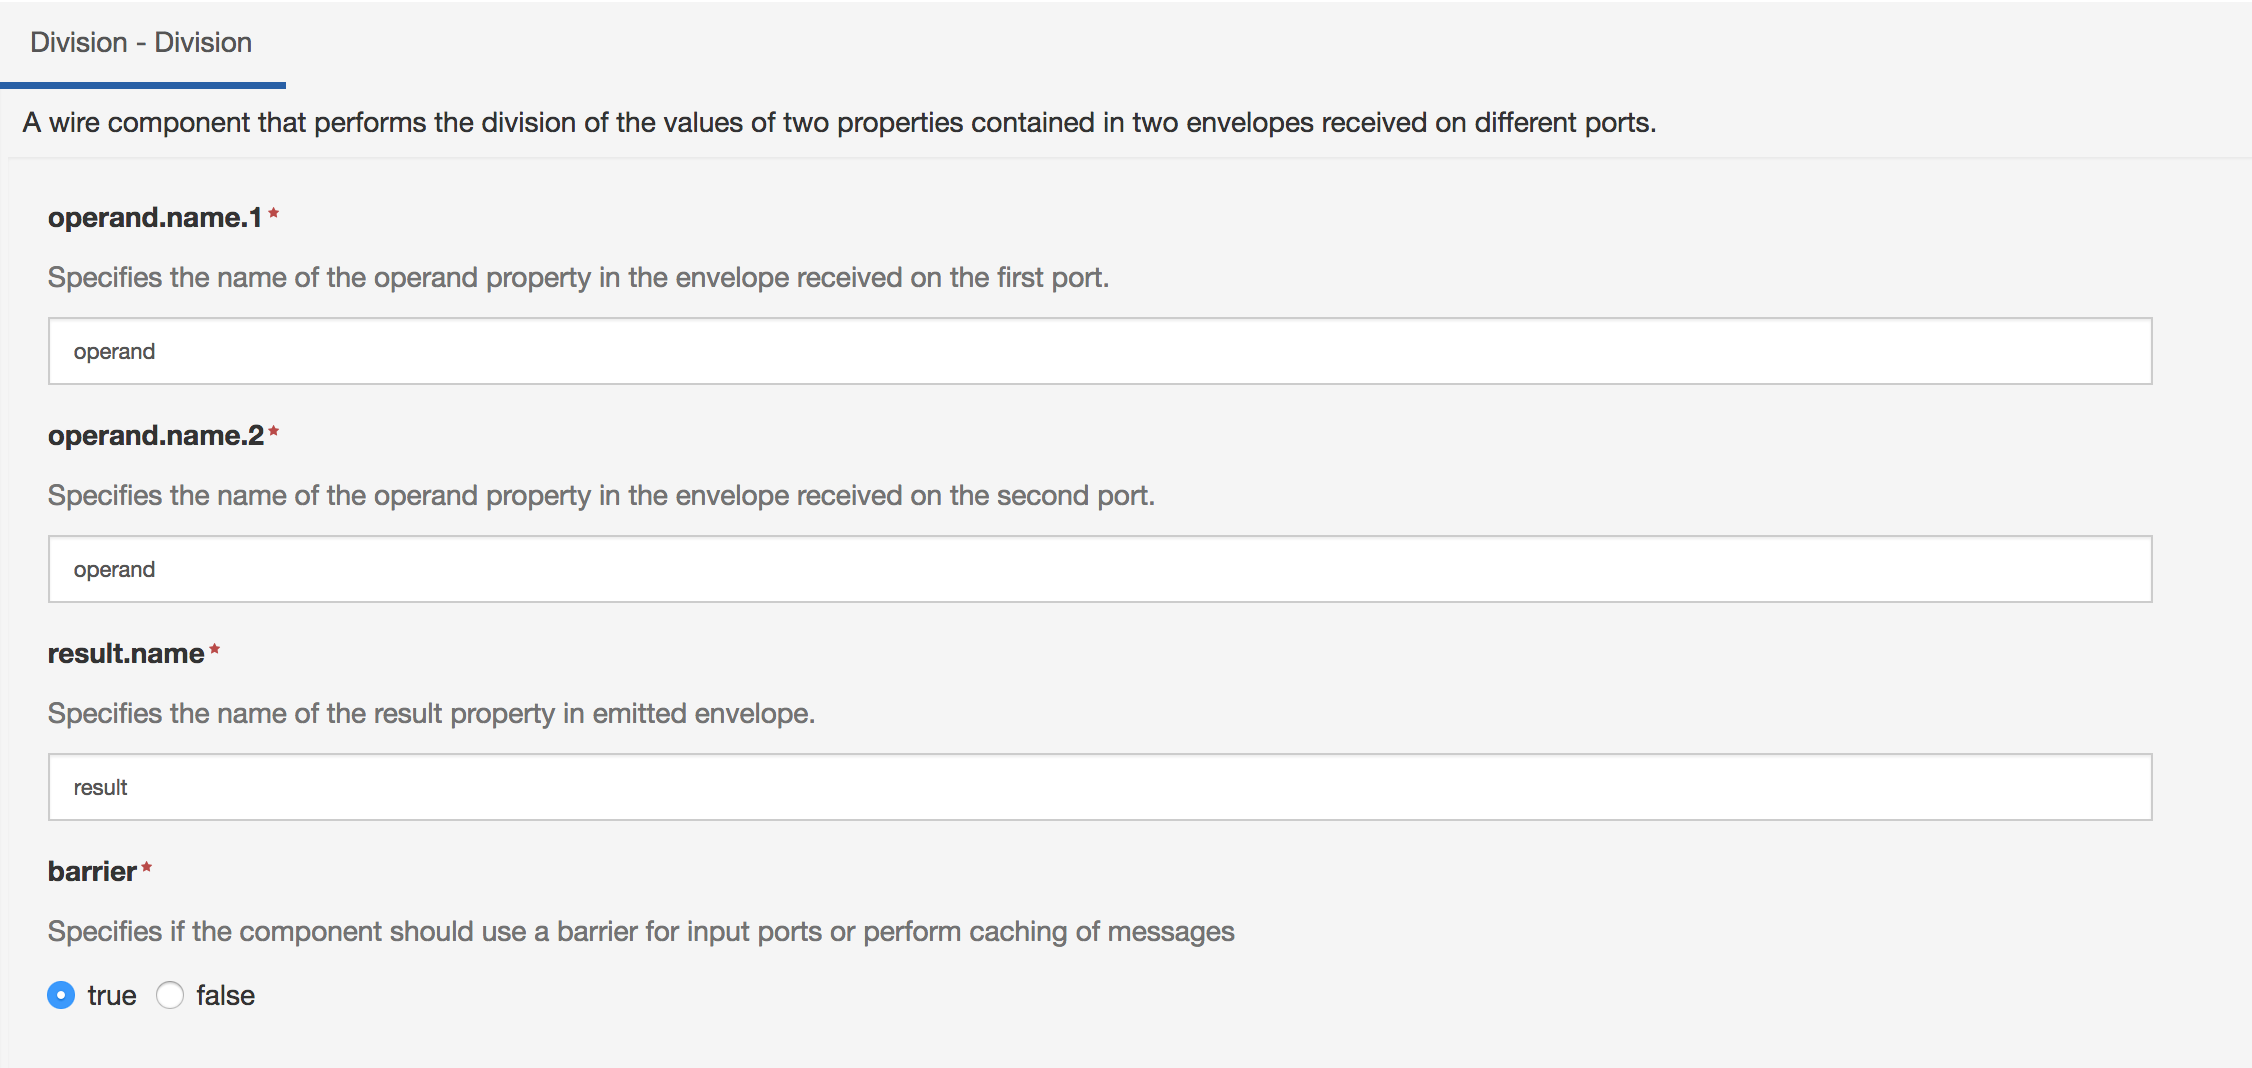 Division - Division
A wire component that performs the division of the values of two properties contained in two envelopes received on different ports.
operand.name.1 *
Specifies the name of the operand property in the envelope received on the first port.
operand
operand.name.2 *
Specifies the name of the operand property in the envelope received on the second port.
operand
result.name *
Specifies the name of the result property in emitted envelope.
result
barrier *
Specifies if the component should use a barrier for input ports or perform caching of messages
true false